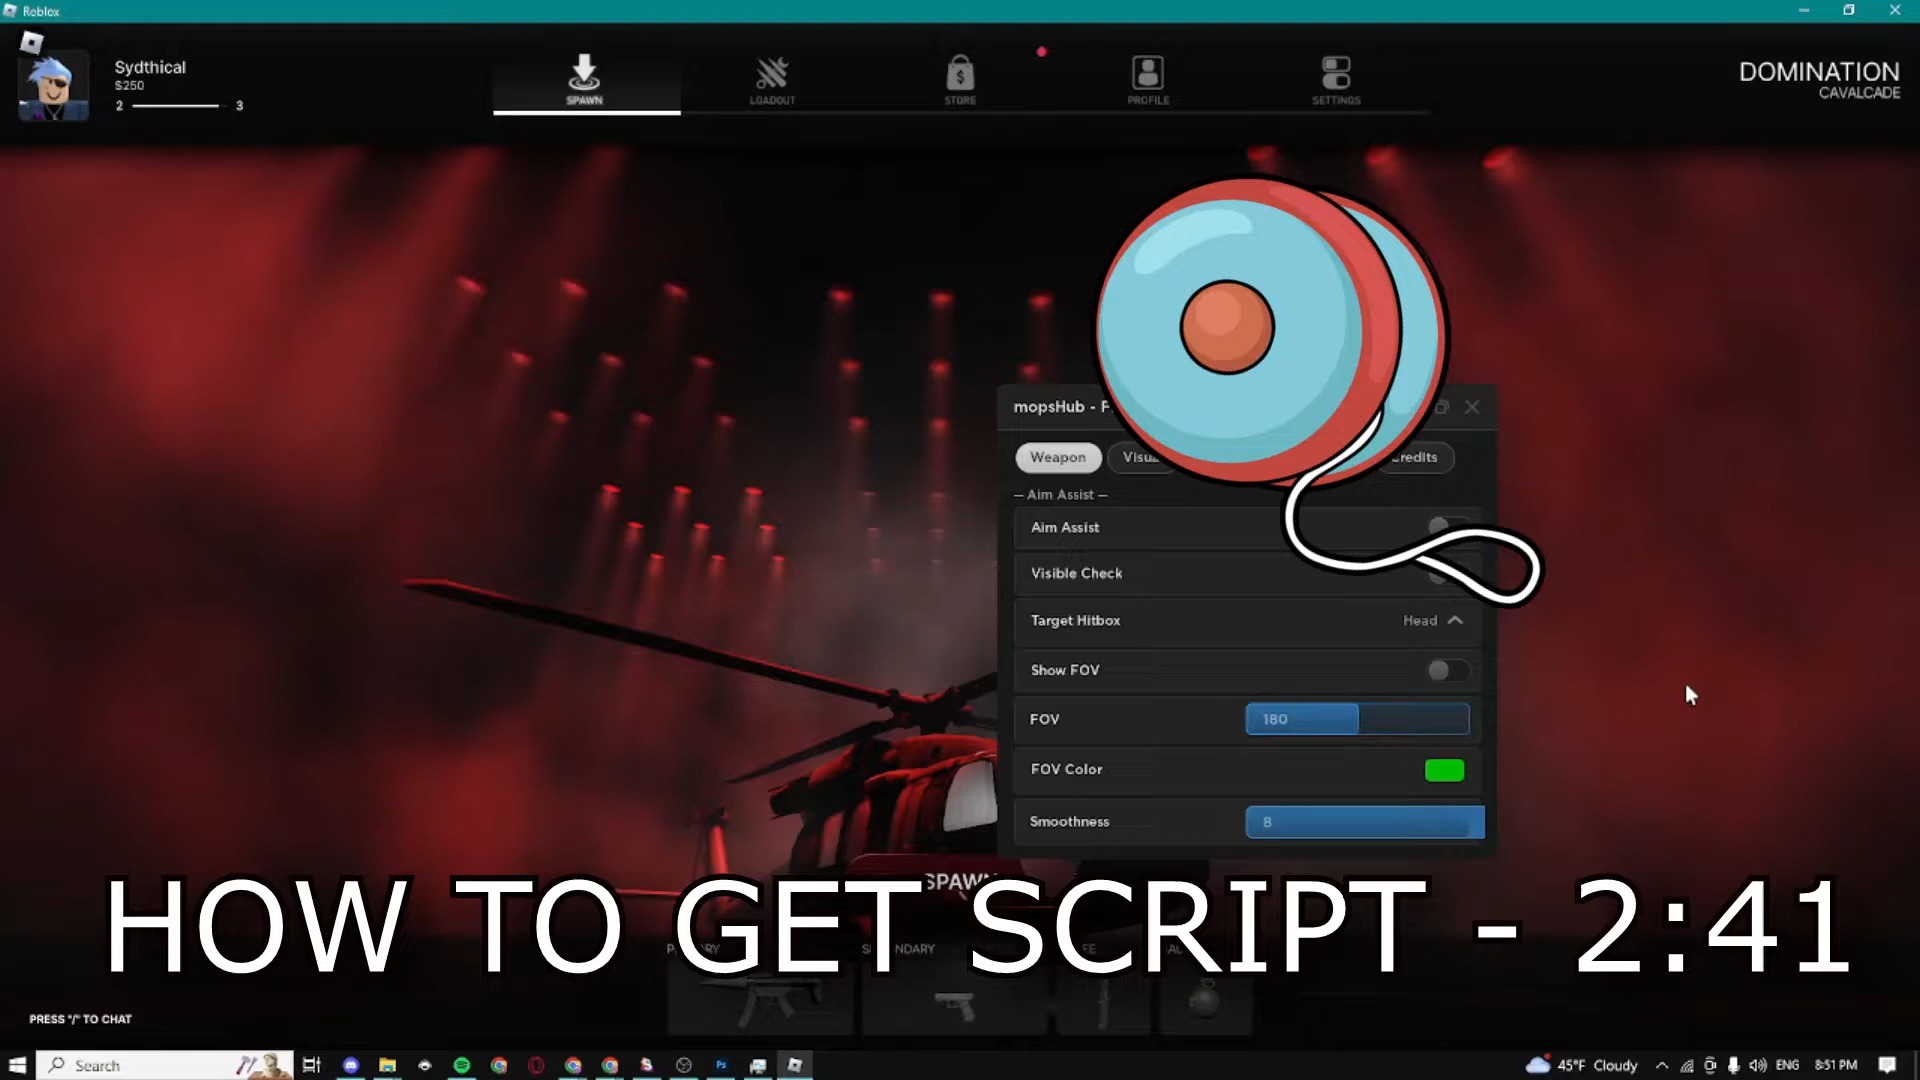 Roblox
Sydthical
$250
2 3
SPAWN
LOADOUT
STORE
PROFILE
SETTINGS
DOMINATION
CAVALCADE
mopsHub -
Weapon
Credits
— Aim Assist —
Aim Assist
Visible Check
Target Hitbox Head
Show FOV
FOV 180
FOV Color
Smoothness 8
SPAWN
HOW TO GET SCRIPT - 2:41
PRESS "/" TO CHAT
Search
45°F Cloudy
ENG
8:51 PM